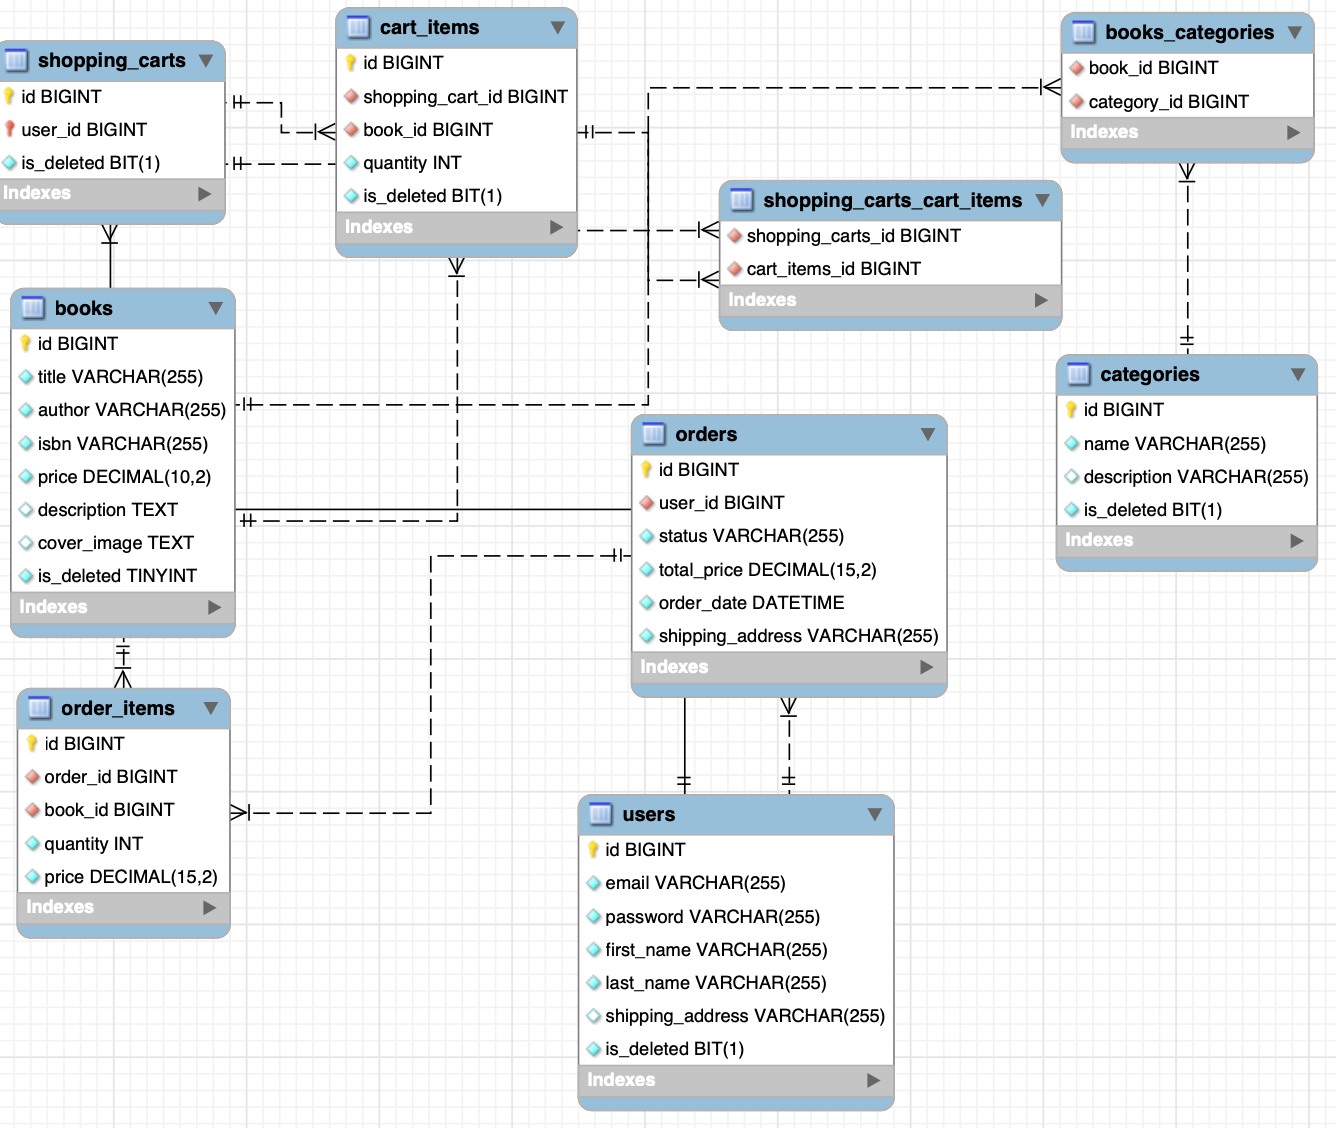 shopping_carts
id BIGINT
user_id BIGINT
is_deleted BIT(1)
Indexes
cart_items
id BIGINT
shopping_cart_id BIGINT
book_id BIGINT
quantity INT
is_deleted BIT(1)
Indexes
books_categories
book_id BIGINT
category_id BIGINT
Indexes
shopping_carts_cart_items
shopping_carts_id BIGINT
cart_items_id BIGINT
Indexes
books
id BIGINT
title VARCHAR(255)
author VARCHAR(255)
isbn VARCHAR(255)
price DECIMAL(10,2)
description TEXT
cover_image TEXT
is_deleted TINYINT
Indexes
categories
id BIGINT
name VARCHAR(255)
description VARCHAR(255)
is_deleted BIT(1)
Indexes
orders
id BIGINT
user_id BIGINT
status VARCHAR(255)
total_price DECIMAL(15,2)
order_date DATETIME
shipping_address VARCHAR(255)
Indexes
order_items
id BIGINT
order_id BIGINT
book_id BIGINT
quantity INT
price DECIMAL(15,2)
Indexes
users
id BIGINT
email VARCHAR(255)
password VARCHAR(255)
first_name VARCHAR(255)
last_name VARCHAR(255)
shipping_address VARCHAR(255)
is_deleted BIT(1)
Indexes